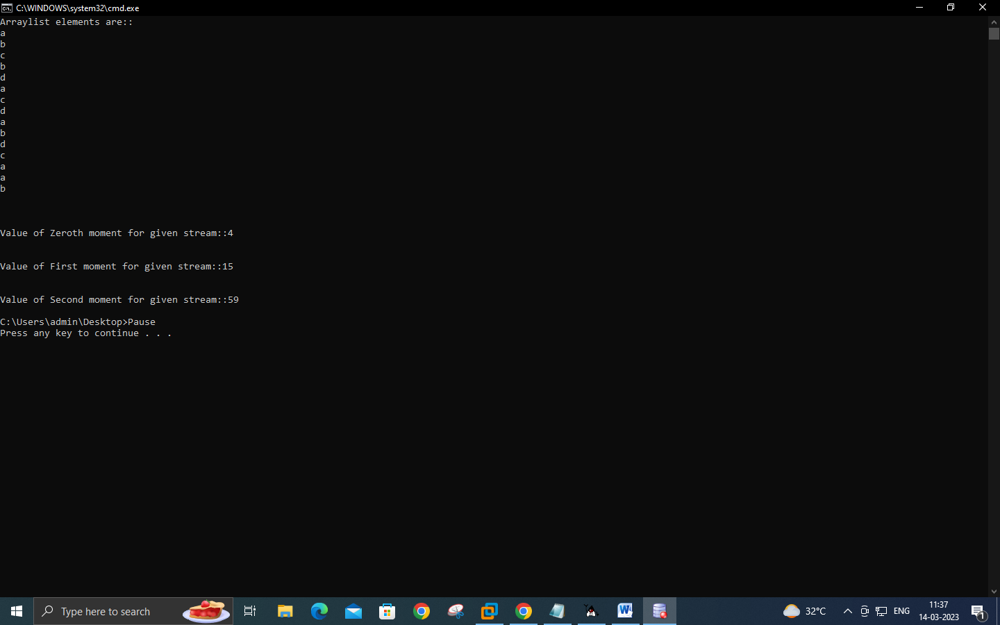 C:\WINDOWS\system32\cmd.exe
Arraylist elements are::
a
b
c
b
d
a
c
d
a
b
d
c
a
a
b
Value of Zeroth moment for given stream::4
Value of First moment for given stream::15
Value of Second moment for given stream::59
C:\Users\admin\Desktop>Pause
Press any key to continue . . .
Type here to search
32°C
ENG
11:37
14-03-2023
1